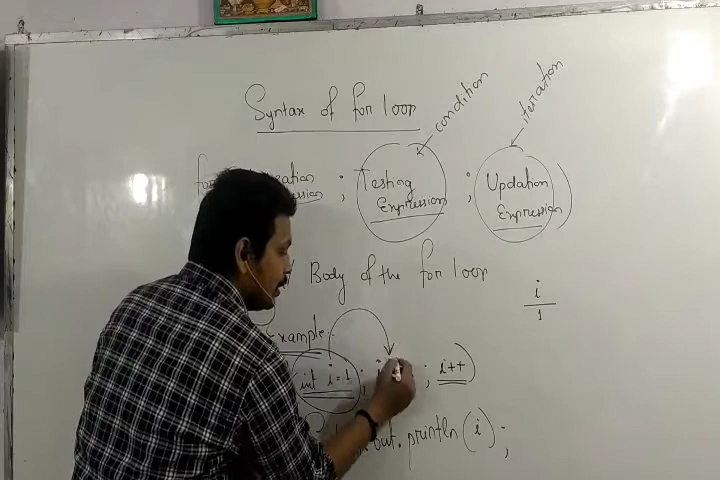 Syntax of for loop
condition
iteration
; Testing Expression ; Updation Expression )
Body of the for loop
i
1
Example:
int i=1 ; ; i++)
out.println(i);